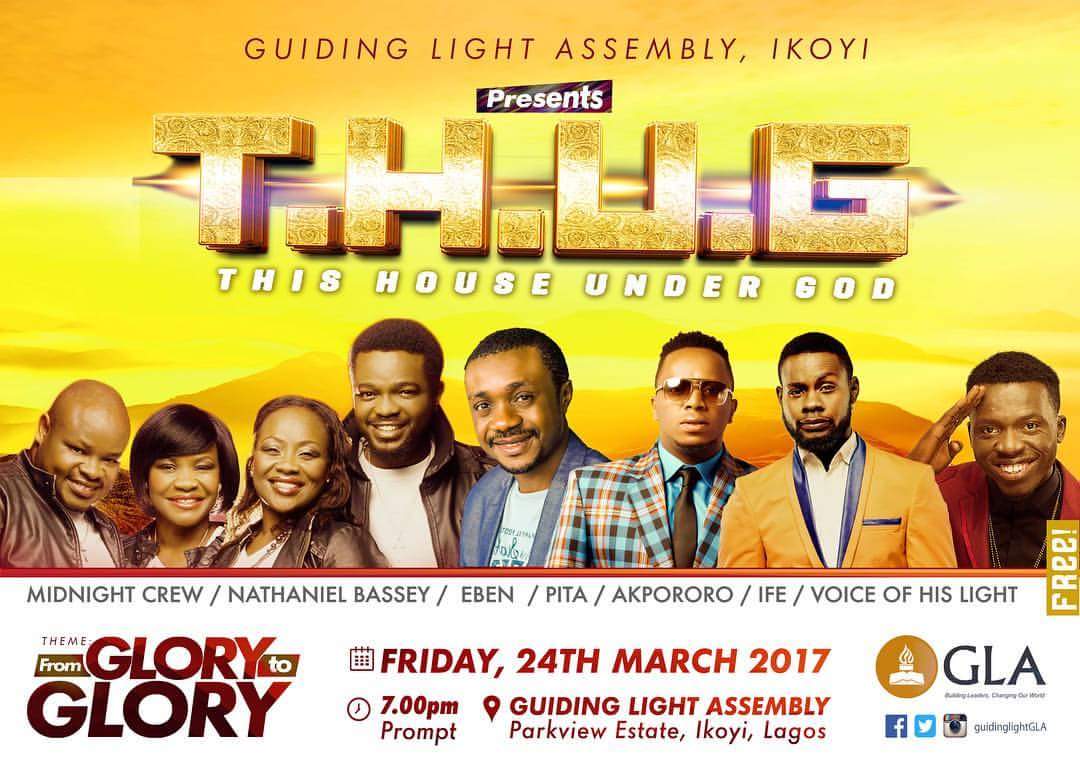 GUIDING LIGHT ASSEMBLY, IKOYI
Presents
T.H.U.G
THIS HOUSE UNDER GOD
FREE!
MIDNIGHT CREW / NATHANIEL BASSEY / EBEN / PITA / AKPORORO / IFE / VOICE OF HIS LIGHT
THEME-
From GLORY to
GLORY
FRIDAY, 24TH MARCH 2017
7.00pm
Prompt
GUIDING LIGHT ASSEMBLY
Parkview Estate, Ikoyi, Lagos
GLA
Building Leaders, Changing Our World
guidinglightGLA